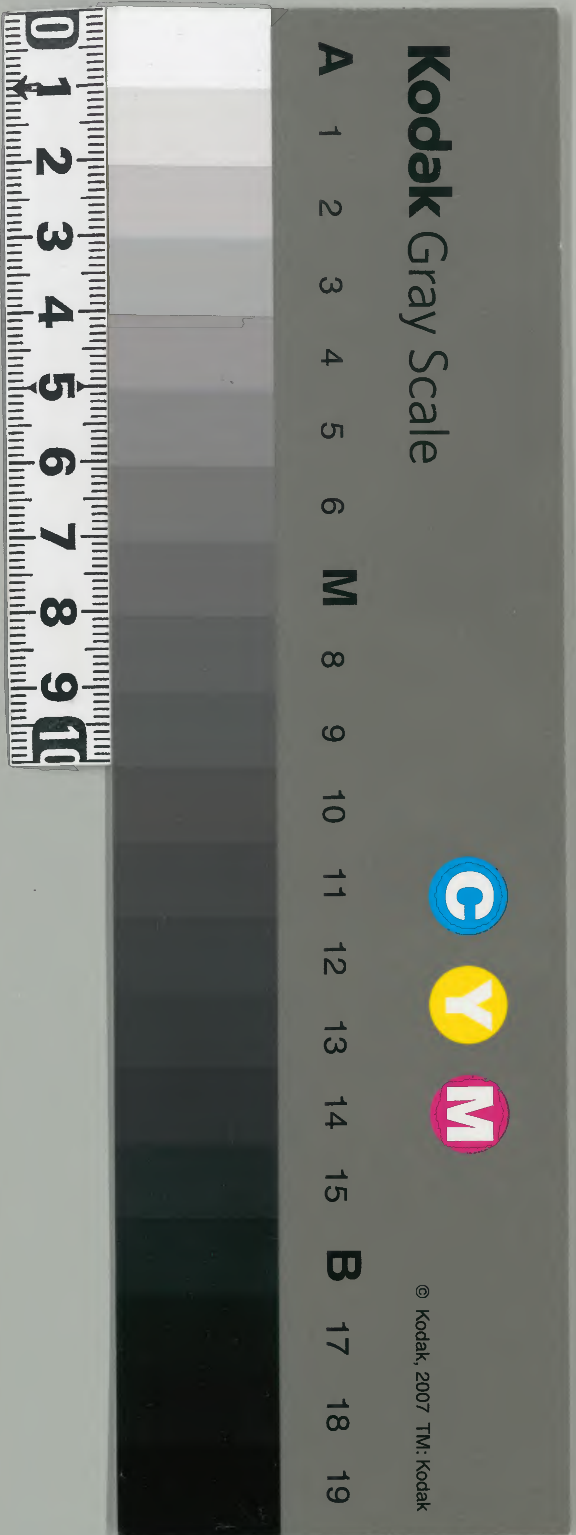 Kodak Gray Scale
C Y M
© Kodak, 2007 TM: Kodak
A 1 2 3 4 5 6 M 8 9 10 11 12 13 14 15 B 17 18 19
0 1 2 3 4 5 6 7 8 9 10